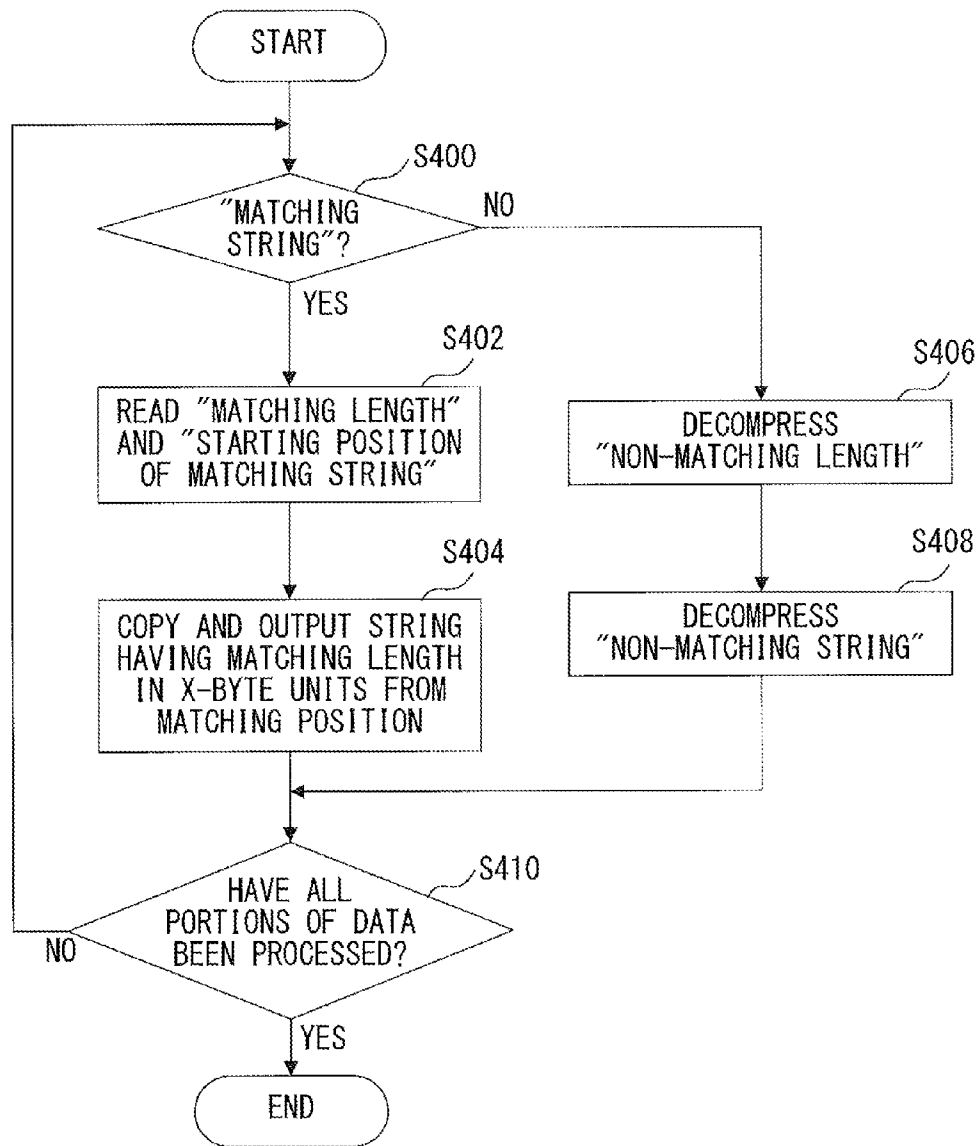 START
S400
"MATCHING
STRING"?
NO
YES
S402
READ "MATCHING LENGTH"
AND "STARTING POSITION
OF MATCHING STRING"
S406
DECOMPRESS
"NON-MATCHING LENGTH"
S404
COPY AND OUTPUT STRING
HAVING MATCHING LENGTH
IN X-BYTE UNITS FROM
MATCHING POSITION
S408
DECOMPRESS
"NON-MATCHING STRING"
S410
HAVE ALL
PORTIONS OF DATA
BEEN PROCESSED?
NO
YES
END